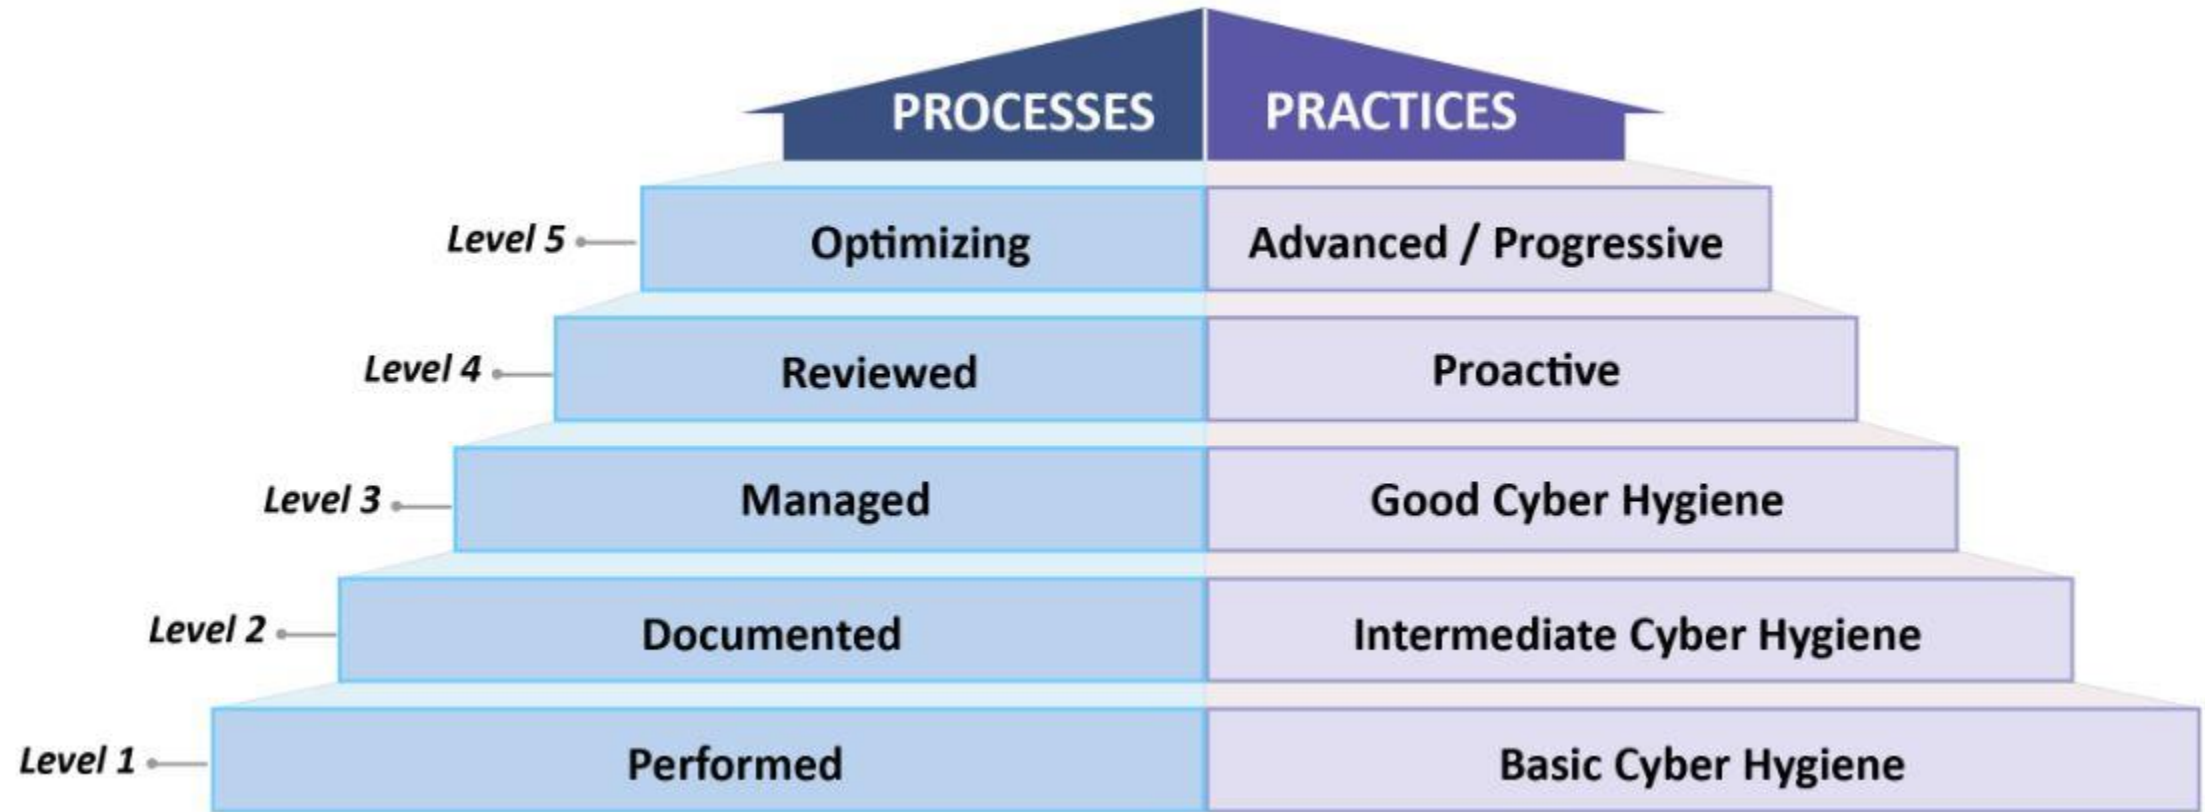 PROCESSES PRACTICES
Level 5 Optimizing Advanced / Progressive
Level 4 Reviewed Proactive
Level 3 Managed Good Cyber Hygiene
Level 2 Documented Intermediate Cyber Hygiene
Level 1 Performed Basic Cyber Hygiene